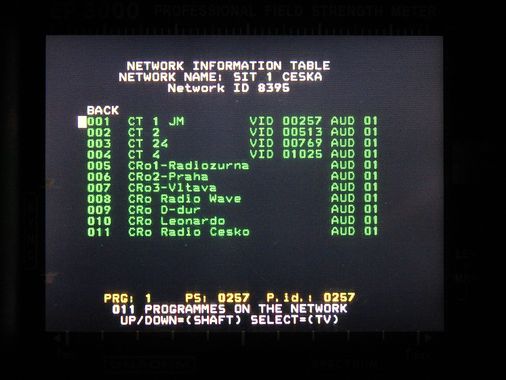 EP 3000 PROFESSIONAL FIELD STRENGTH METER
NETWORK INFORMATION TABLE
NETWORK NAME: SIT 1 CESKA
Network ID 8395
BACK
001 CT 1 JM VID 00257 AUD 01
002 CT 2 VID 00513 AUD 01
003 CT 24 VID 00769 AUD 01
004 CT 4 VID 01025 AUD 01
005 CRo1-Radiozurna AUD 01
006 CRo2-Praha AUD 01
007 CRo3-Vltava AUD 01
008 CRo Radio Wave AUD 01
009 CRo D-dur AUD 01
010 CRo Leonardo AUD 01
011 CRo Radio Cesko AUD 01
PRG: 1 PS: 0257 P.id.: 0257
011 PROGRAMMES ON THE NETWORK
UP/DOWN=(SHAFT) SELECT=(TV)
SPECTRUM